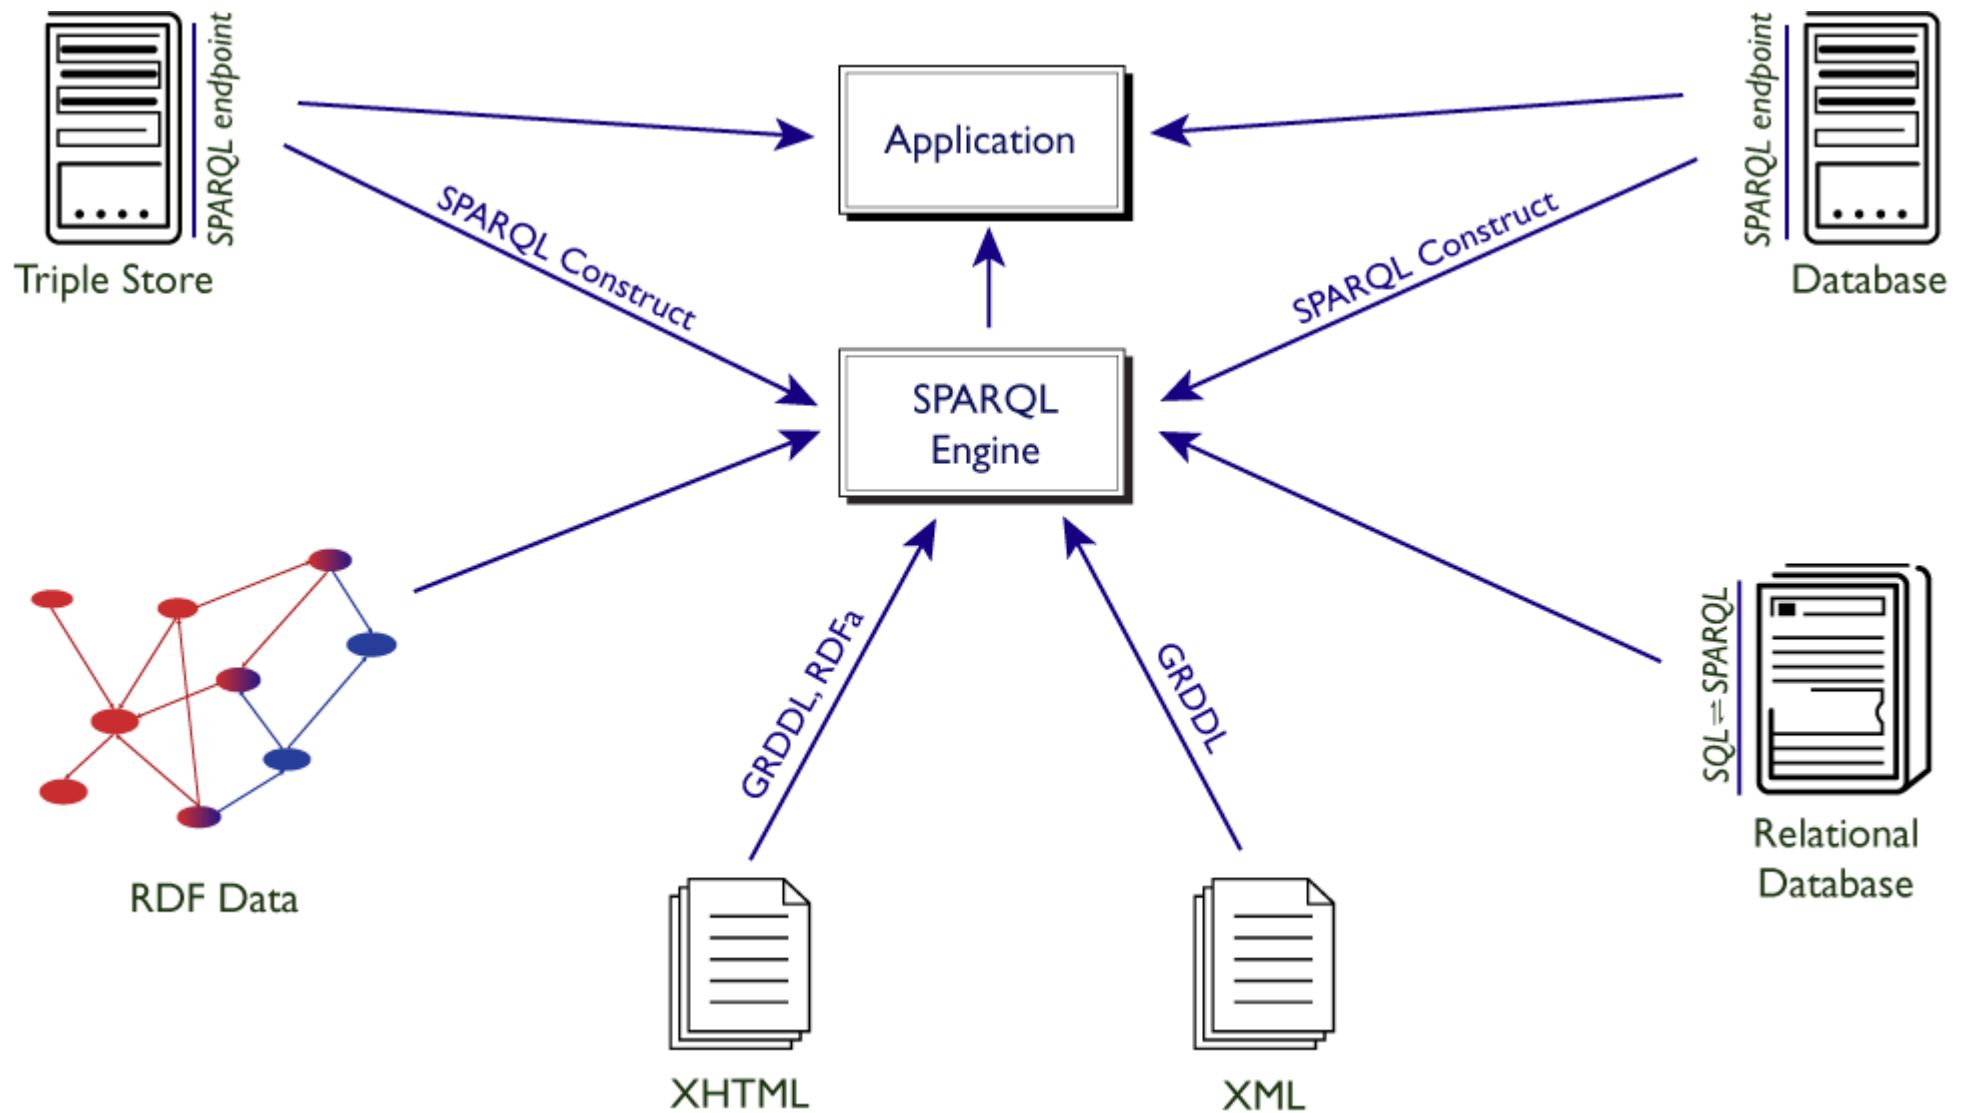 SPARQL endpoint
Triple Store
Application
SPARQL endpoint
Database
SPARQL Construct
SPARQL Construct
SPARQL
Engine
RDF Data
GRDDL, RDFa
GRDDL
SQL ⇌ SPARQL
Relational
Database
XHTML
XML